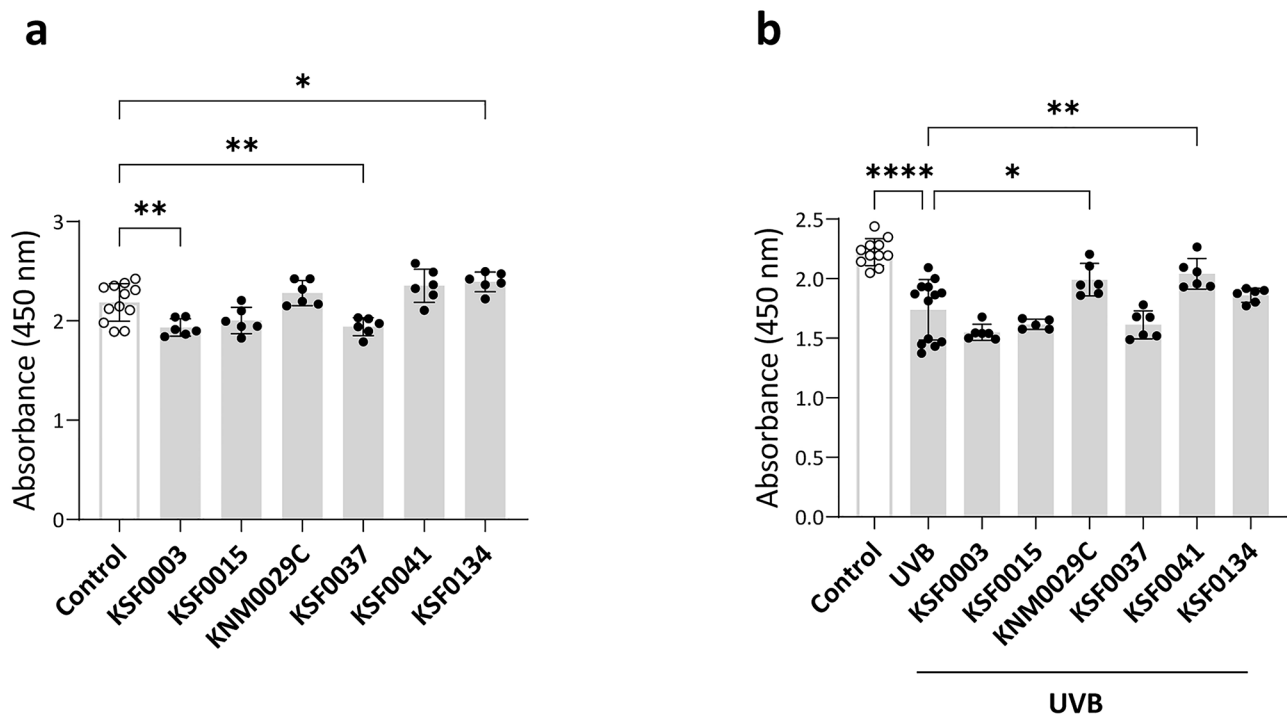 a
*
**
**
Absorbance (450 nm)
3
2
1
0
Control
KSF0003
KSF0015
KNM0029C
KSF0037
KSF0041
KSF0134
b
**
****
*
Absorbance (450 nm)
2.5
2.0
1.5
1.0
0.5
0.0
Control
UVB
KSF0003
KSF0015
KNM0029C
KSF0037
KSF0041
KSF0134
UVB